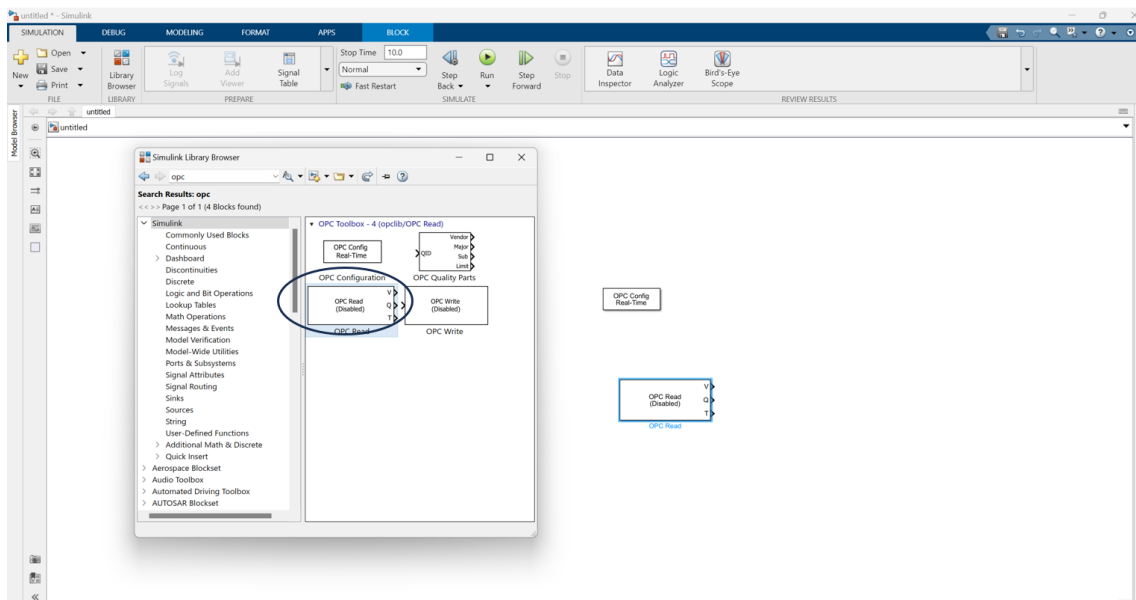 untitled * - Simulink
SIMULATION DEBUG MODELING FORMAT APPS BLOCK
New
Open
Save
Print
FILE
Library Browser
LIBRARY
Log Signals
Add Viewer
Signal Table
PREPARE
Stop Time 10.0
Normal
Fast Restart
Step Back
Run
Step Forward
Stop
SIMULATE
Data Inspector
Logic Analyzer
Bird's-Eye Scope
REVIEW RESULTS
untitled
untitled
Model Browser
Simulink Library Browser
opc
Search Results: opc
<< >> Page 1 of 1 (4 Blocks found)
Simulink
Commonly Used Blocks
Continuous
Dashboard
Discontinuities
Discrete
Logic and Bit Operations
Lookup Tables
Math Operations
Messages & Events
Model Verification
Model-Wide Utilities
Ports & Subsystems
Signal Attributes
Signal Routing
Sinks
Sources
String
User-Defined Functions
Additional Math & Discrete
Quick Insert
Aerospace Blockset
Audio Toolbox
Automated Driving Toolbox
AUTOSAR Blockset
OPC Toolbox - 4 (opclib/OPC Read)
OPC Config
Real-Time
OPC Configuration
QID
Vendor
Major
Sub
Limit
OPC Quality Parts
OPC Read
(Disabled)
V
Q
T
OPC Read
OPC Write
(Disabled)
OPC Write
OPC Config
Real-Time
OPC Read
(Disabled)
V
Q
T
OPC Read